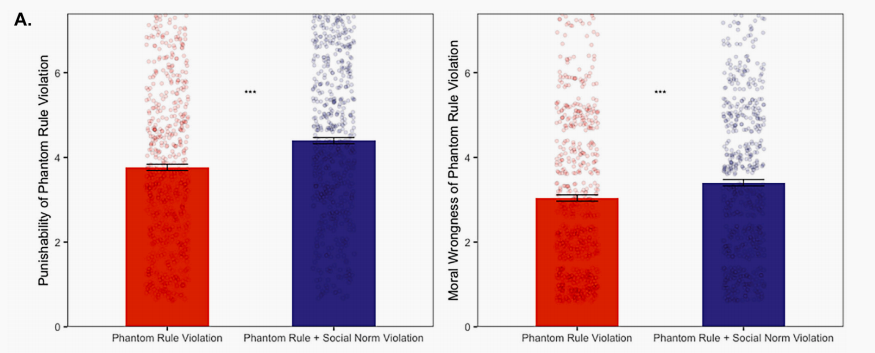 A.
Punishability of Phantom Rule Violation
6
4
2
0
***
Phantom Rule Violation
Phantom Rule + Social Norm Violation
Moral Wrongness of Phantom Rule Violation
6
4
2
0
***
Phantom Rule Violation
Phantom Rule + Social Norm Violation